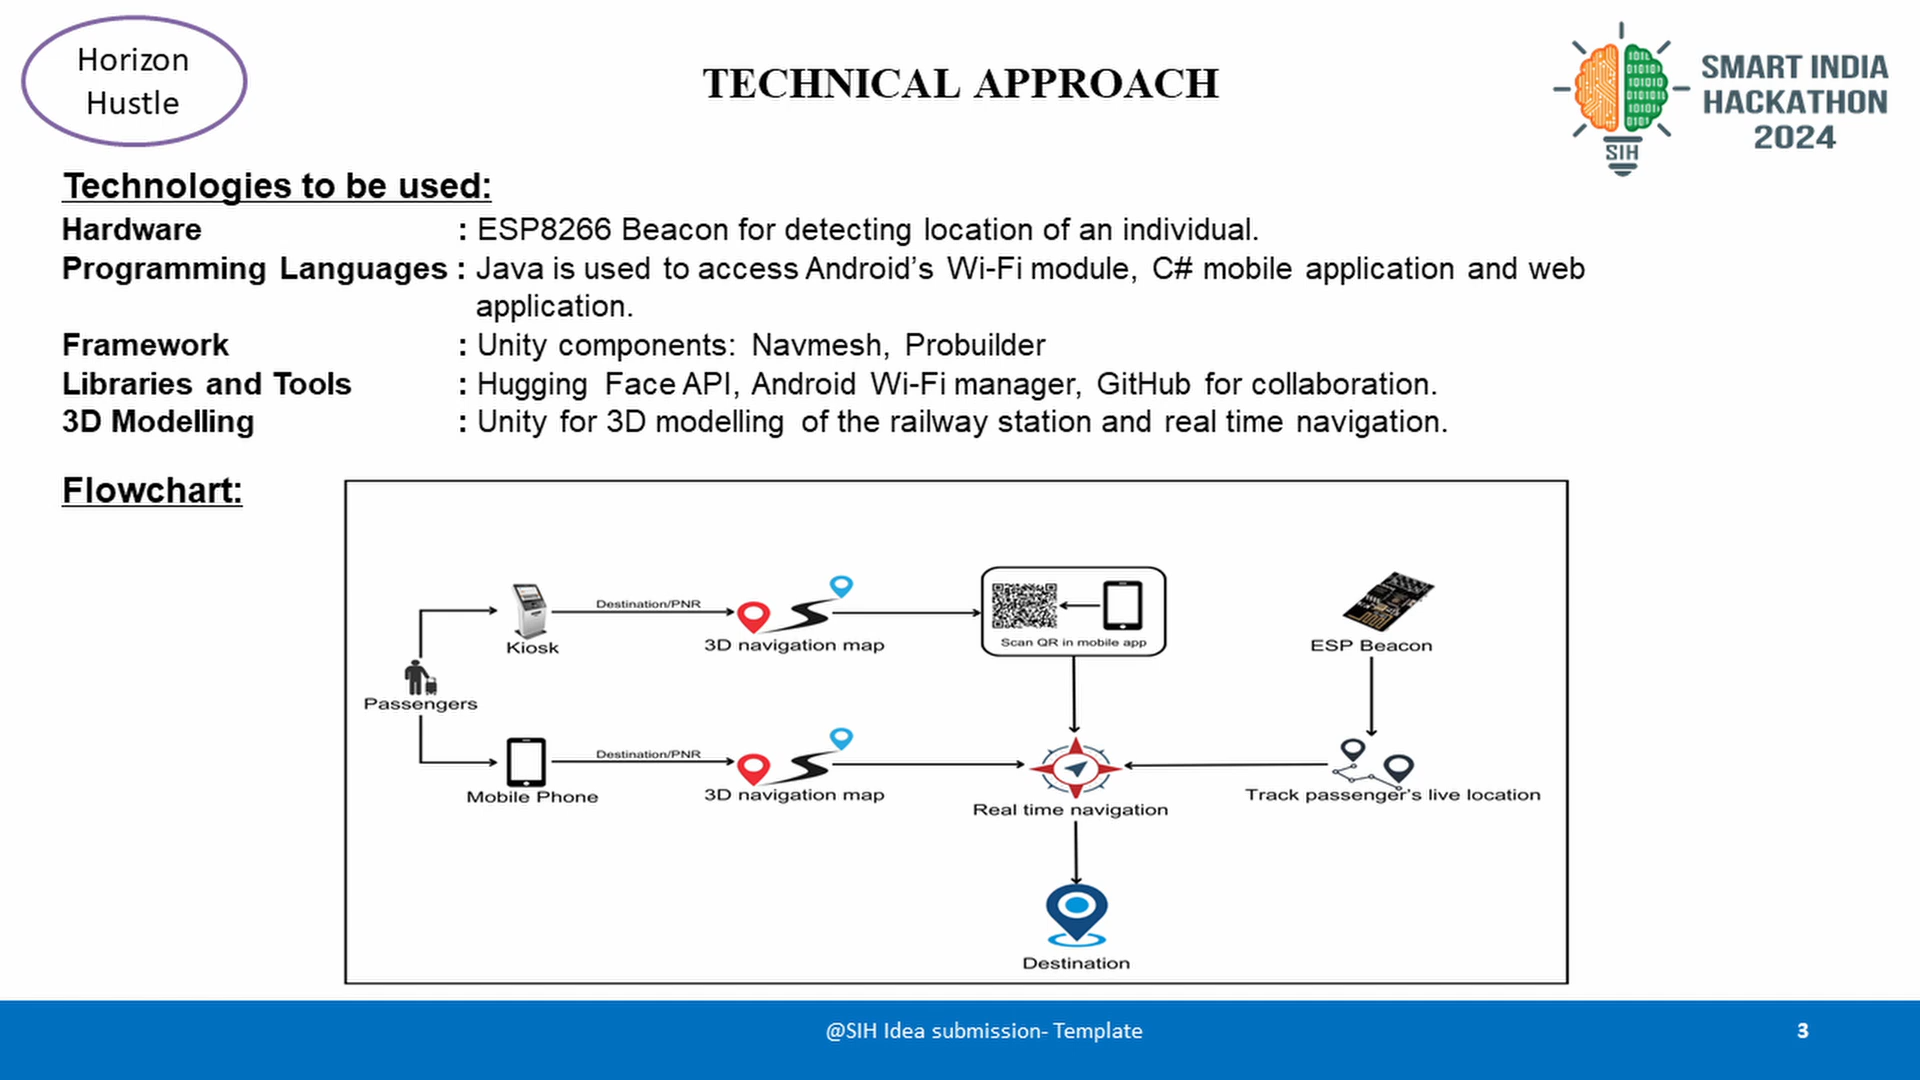 Horizon
Hustle
TECHNICAL APPROACH
SMART INDIA
HACKATHON
2024
SIH
Technologies to be used:
Hardware : ESP8266 Beacon for detecting location of an individual.
Programming Languages : Java is used to access Android’s Wi-Fi module, C# mobile application and web
application.
Framework : Unity components: Navmesh, Probuilder
Libraries and Tools : Hugging Face API, Android Wi-Fi manager, GitHub for collaboration.
3D Modelling : Unity for 3D modelling of the railway station and real time navigation.
Flowchart:
Destination/PNR
Kiosk
3D navigation map
Scan QR in mobile app
ESP Beacon
Passengers
Destination/PNR
Mobile Phone
3D navigation map
Real time navigation
Track passenger’s live location
Destination
@SIH Idea submission- Template
3